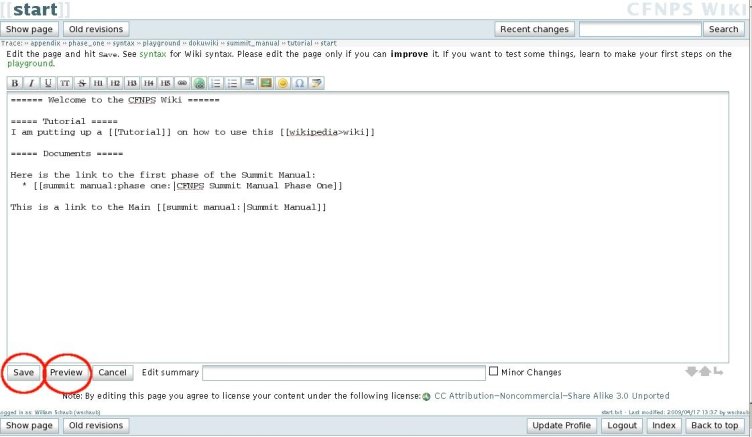 [[start]] CFNPS WIKI
Show page Old revisions Recent changes Search
Trace: » appendix » phase_one » syntax » playground » dokuwiki » summit_manual » tutorial » start
Edit the page and hit Save. See syntax for Wiki syntax. Please edit the page only if you can improve it. If you want to test some things, learn to make your first steps on the
playground.
B I U TT S H1 H2 H3 H4 H5 Ω
====== Welcome to the CFNPS Wiki ======
===== Tutorial =====
I am putting up a [[Tutorial]] on how to use this [[wikipedia>wiki]]
===== Documents =====
Here is the link to the first phase of the Summit Manual:
* [[summit manual:phase one:|CFNPS Summit Manual Phase One]]
This is a link to the Main [[summit manual:|Summit Manual]]
Save Preview Cancel Edit summary Minor Changes
Note: By editing this page you agree to license your content under the following license: CC Attribution-Noncommercial-Share Alike 3.0 Unported
ogged in as: William Schaub (wschaub) start.txt · Last modified: 2009/04/17 13:37 by wschaub
Show page Old revisions Update Profile Logout Index Back to top